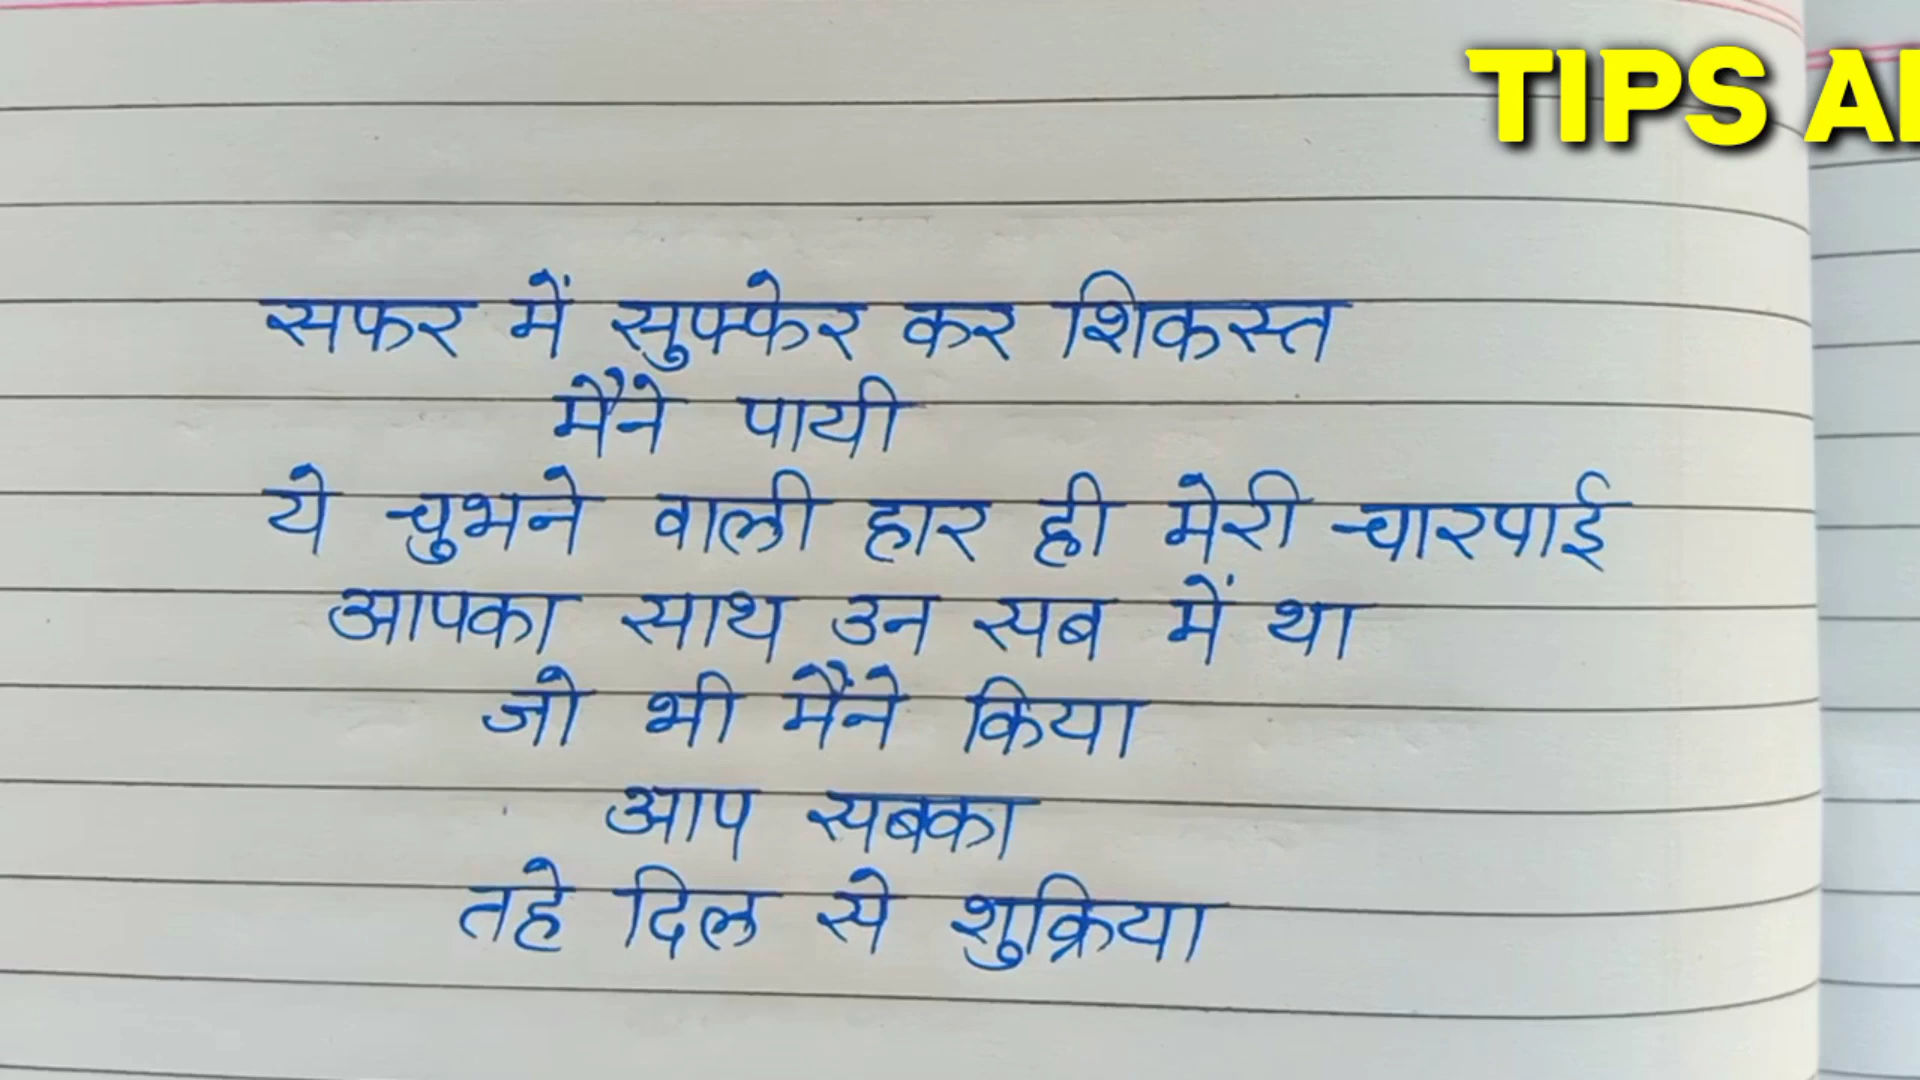 TIPS A
सफर में सुफ्फेर कर शिकस्त
मैंने पायी
ये चुभने वाली हार ही मेरी चारपाई
आपका साथ उन सब में था
जो भी मैंने किया
आप सबका
तहे दिल से शुक्रिया